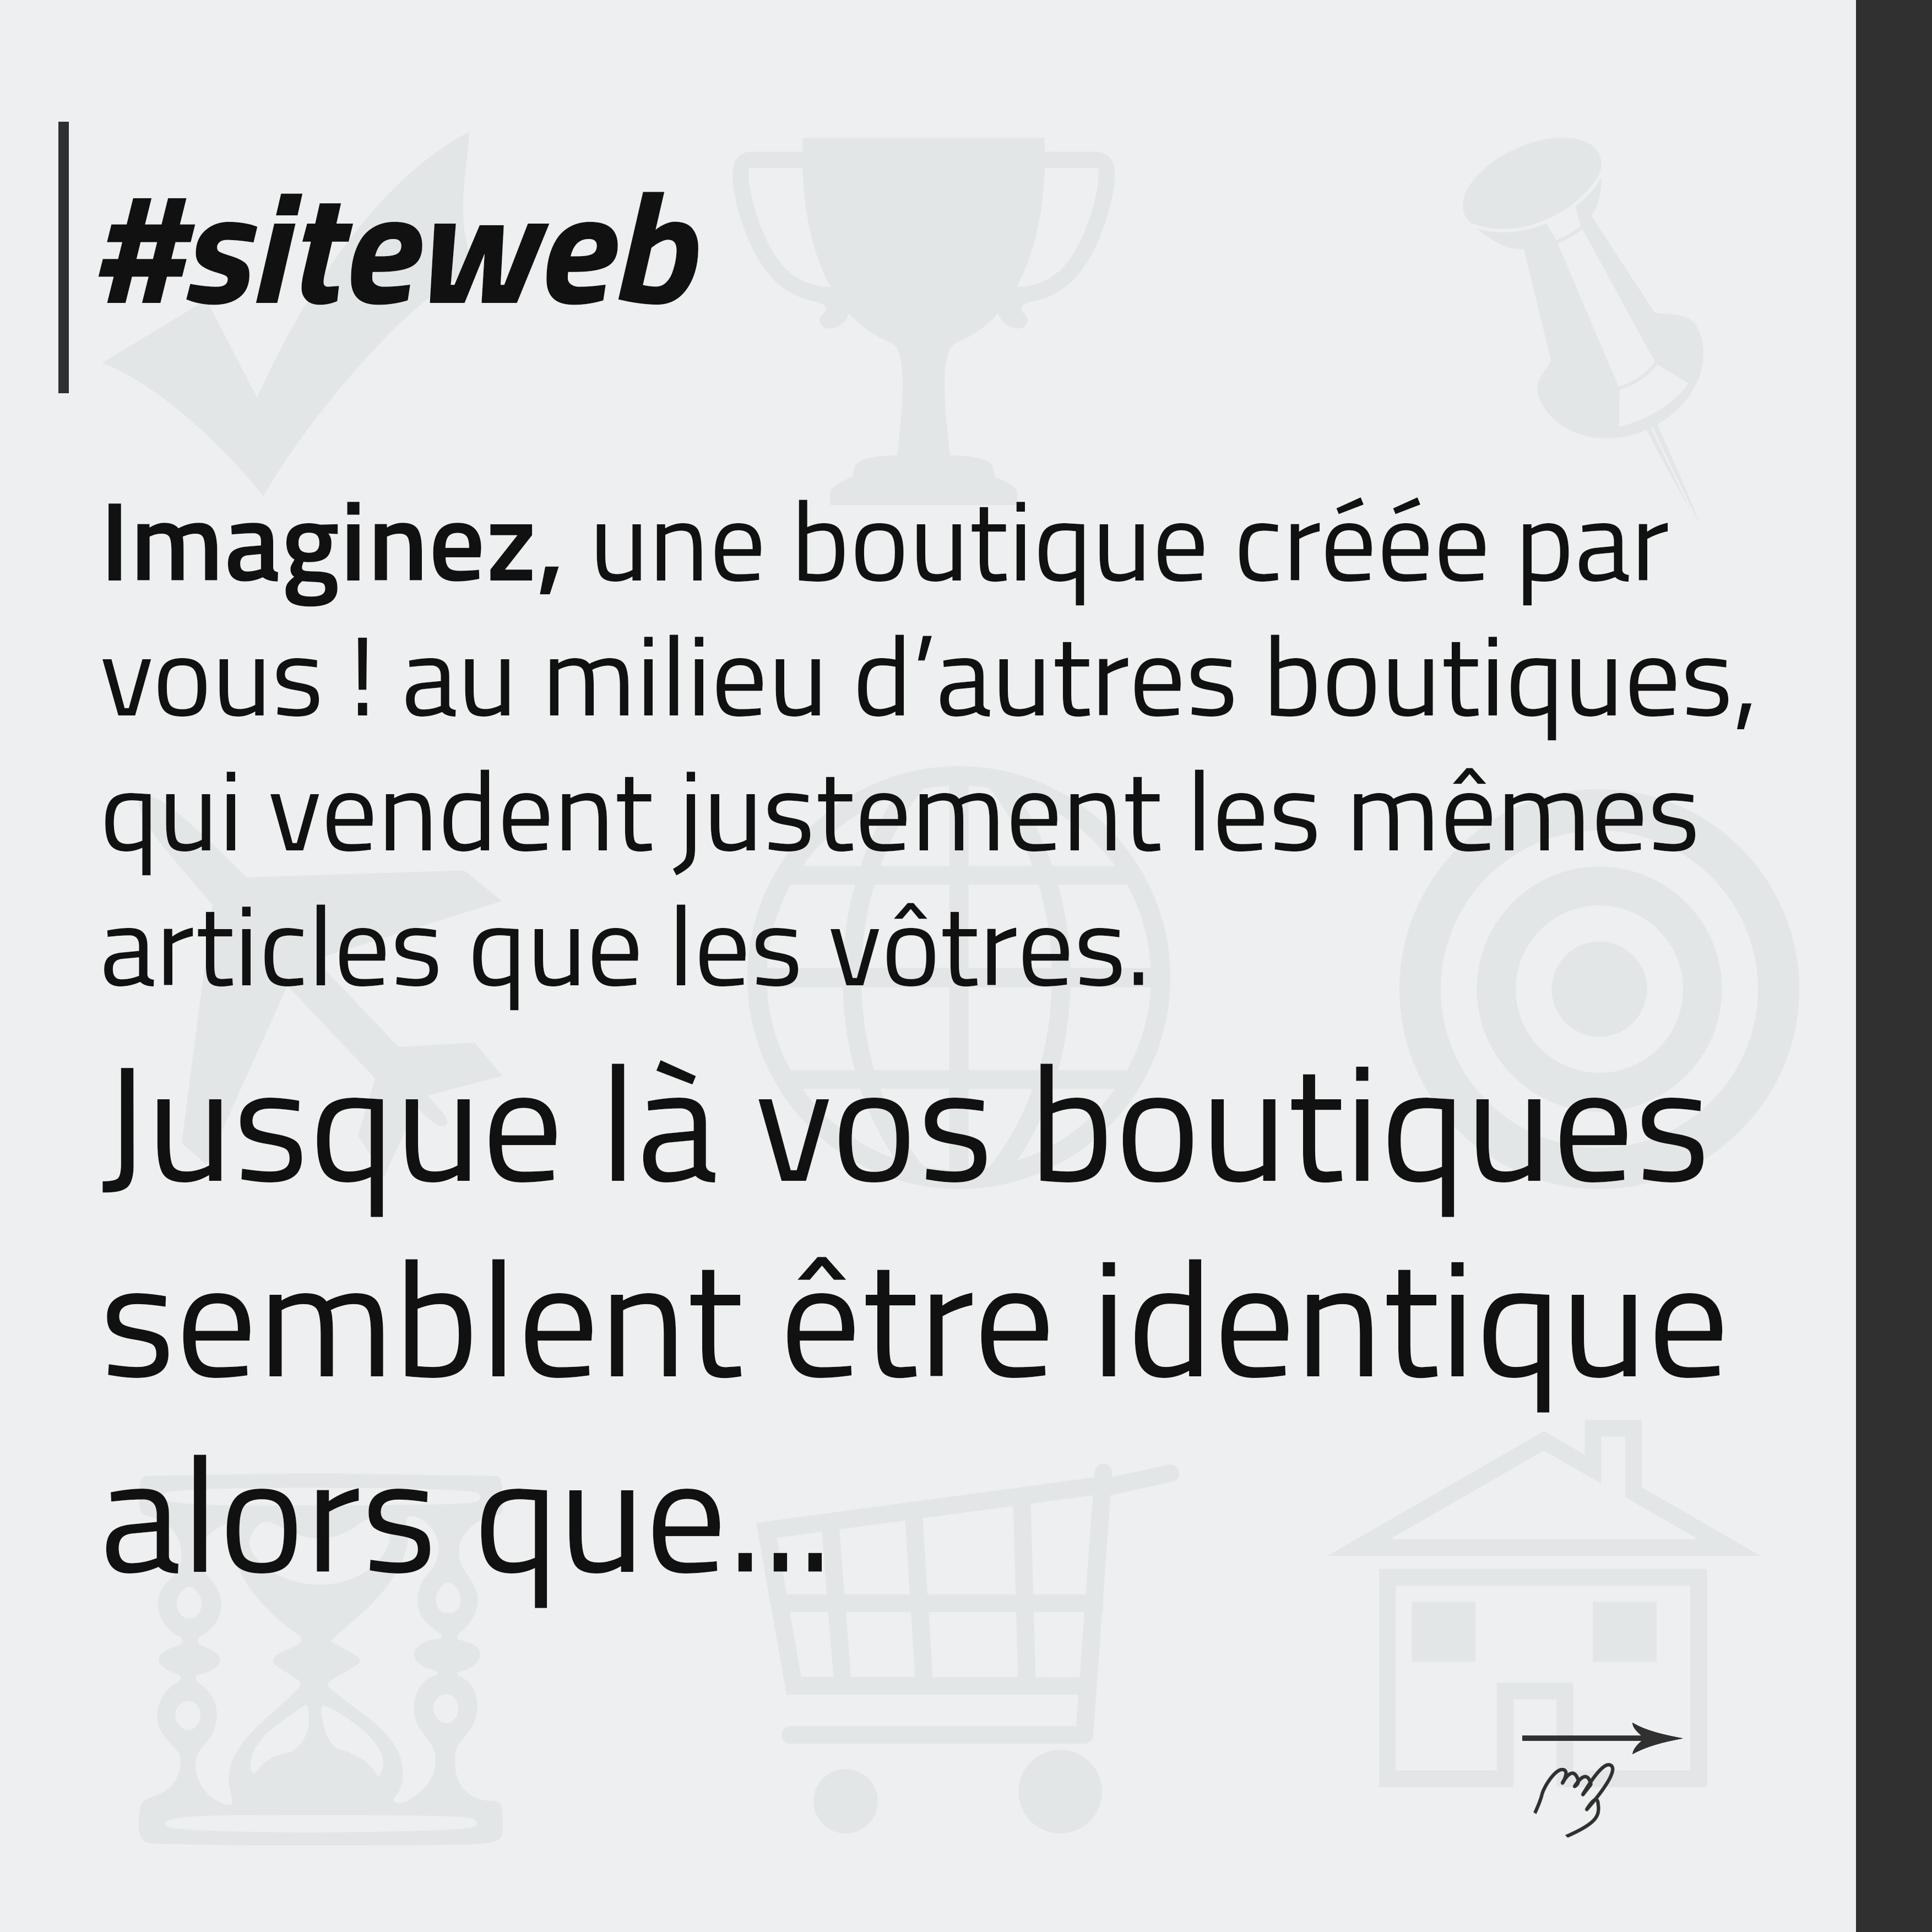 #siteweb
Imaginez, une boutique créée par
vous ! au milieu d’autres boutiques,
qui vendent justement les mêmes
articles que les vôtres.
Jusque là vos boutiques
semblent être identique
alors que...